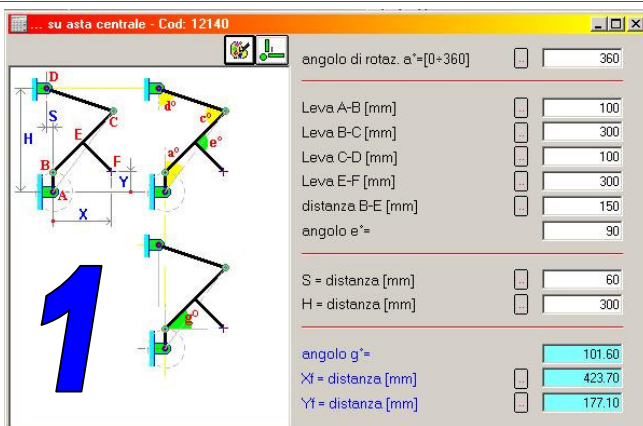 ... su asta centrale - Cod: 12140
angolo di rotaz. a°=[0÷360] .. 360
Leva A-B [mm] .. 100
Leva B-C [mm] .. 300
Leva C-D [mm] .. 100
Leva E-F [mm] .. 300
distanza B-E [mm] .. 150
angolo e°= 90
S = distanza [mm] .. 60
H = distanza [mm] .. 300
angolo g°= 101.60
Xf = distanza [mm] .. 423.70
Yf = distanza [mm] .. 177.10
D
S
C
H
E
B
F
A
Y
X
d°
c°
e°
a°
g°
1